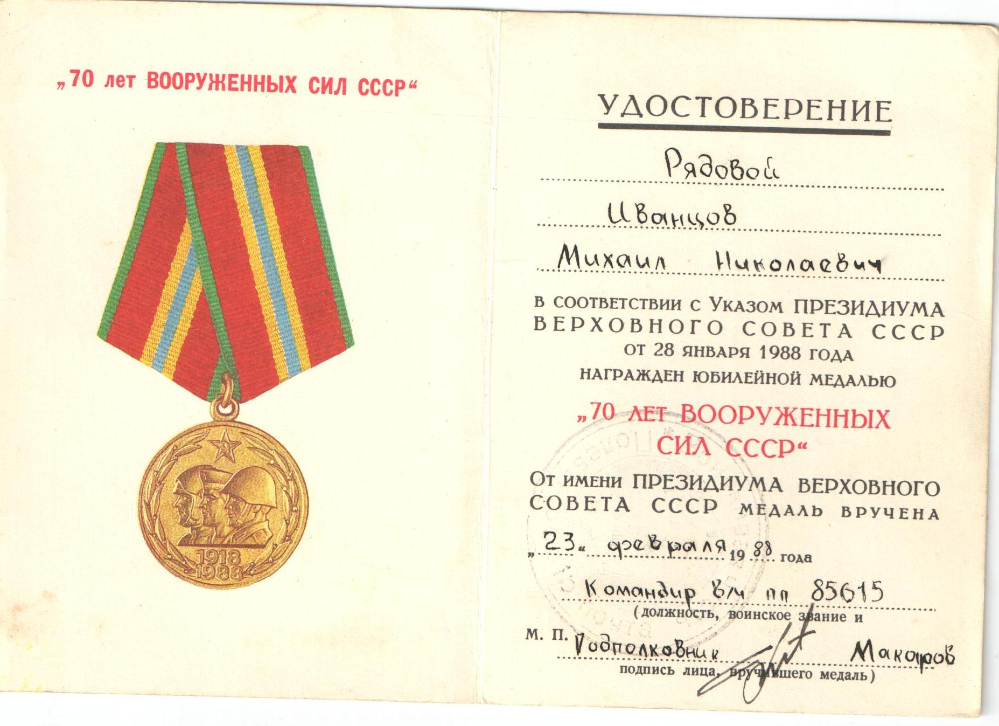 „70 лет ВООРУЖЕННЫХ СИЛ СССР“
1918
1988
УДОСТОВЕРЕНИЕ
Рядовой
Иванцов
Михаил Николаевич
в соответствии с Указом ПРЕЗИДИУМА
ВЕРХОВНОГО СОВЕТА СССР
от 28 января 1988 года
награжден юбилейной медалью
„70 лет ВООРУЖЕННЫХ
СИЛ СССР“
От имени ПРЕЗИДИУМА ВЕРХОВНОГО
СОВЕТА СССР медаль вручена
„23“ февраля 1988 года
Командир в/ч пп 85615
(должность, воинское звание и
М. П. Подполковник Макаров
подпись лица, вручившего медаль)